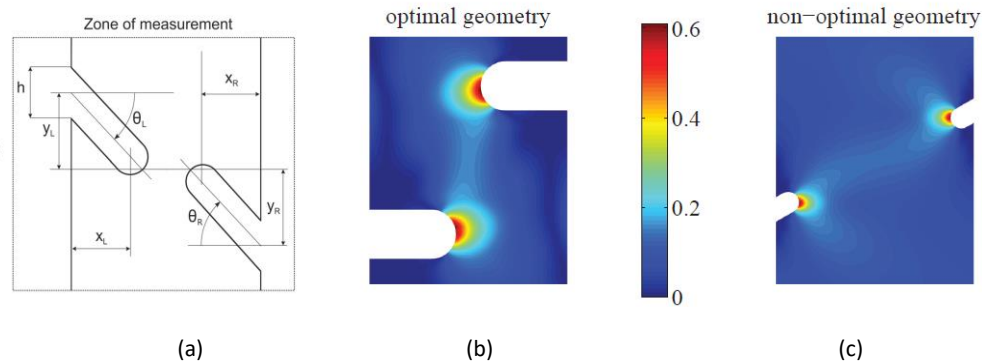 Zone of measurement
h
y_L
θ_L
x_R
x_L
θ_R
y_R
(a)
optimal geometry
(b)
0.6
0.4
0.2
0
non-optimal geometry
(c)